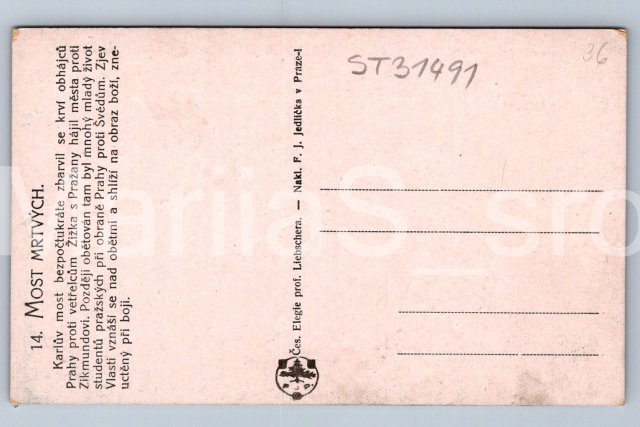 14. MOST MRTVÝCH.
Karlův most bezpočtukráte zbarvil se krví obhájců
Prahy proti vetřelcům Žižka s Pražany hájil města proti
Zikmundovi. Později obětován tam byl mnohý mladý život
studentů pražských při obraně Prahy proti Švédům. Zjev
Vlasti vznáší se nad obětmi a shlíží na obraz boží, zne-
uctěný při boji.
Čes. Elegie prof. Liebschera. — Nakl. F. J. Jedlička v Praze-I
ST31491
36
MariiaS_sro